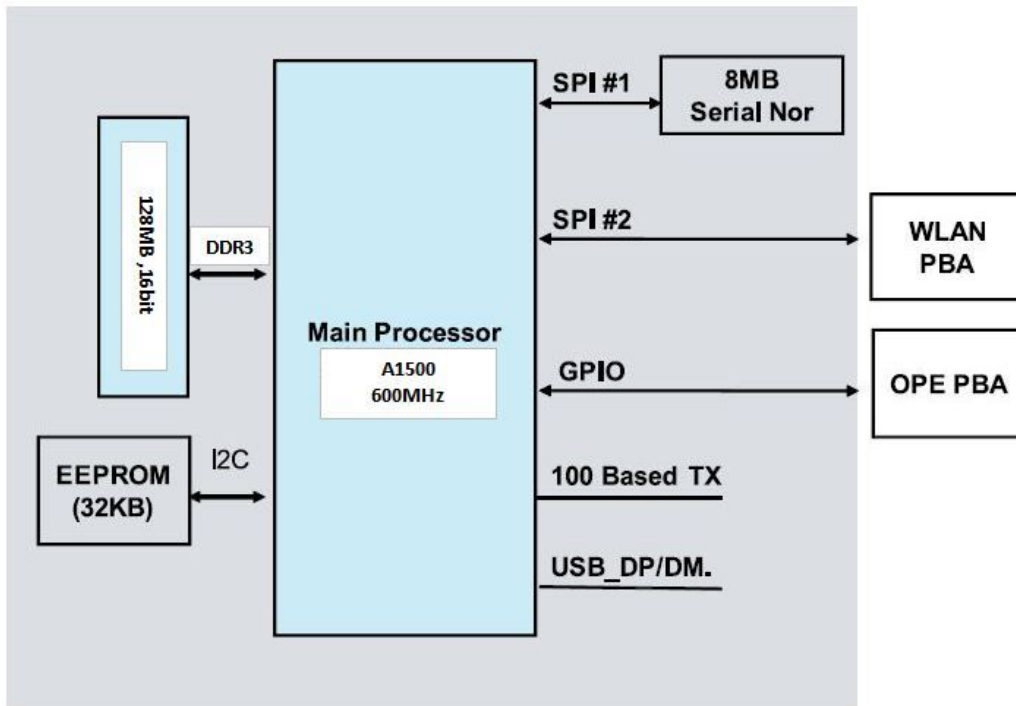 SPI #1
8MB
Serial Nor
128MB ,16bit
DDR3
SPI #2
WLAN
PBA
Main Processor
A1500
600MHz
GPIO
OPE PBA
EEPROM
(32KB)
I2C
100 Based TX
USB_DP/DM.